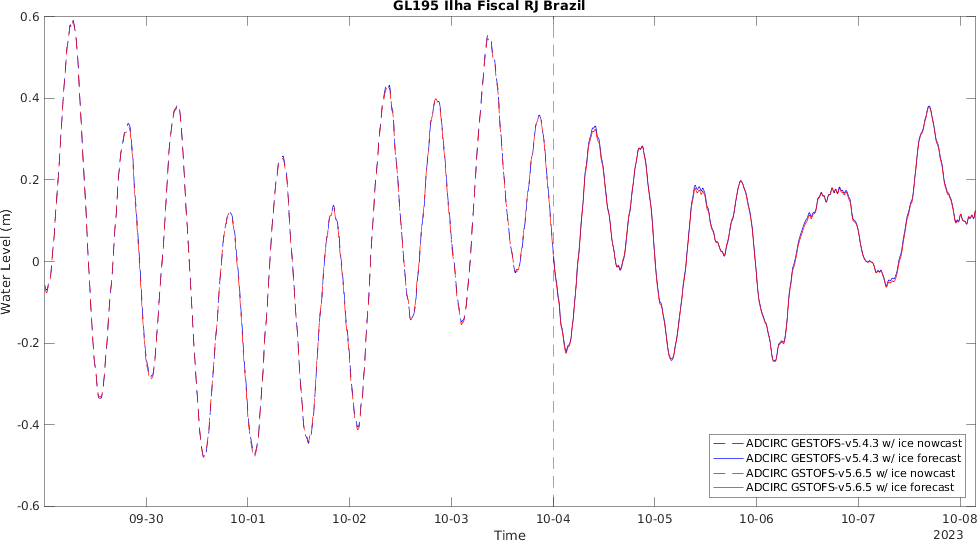 GL195 Ilha Fiscal RJ Brazil
0.6
0.4
0.2
0
-0.2
-0.4
-0.6
Water Level (m)
09-30
10-01
10-02
10-03
10-04
10-05
10-06
10-07
10-08
2023
Time
ADCIRC GESTOFS-v5.4.3 w/ ice nowcast
ADCIRC GESTOFS-v5.4.3 w/ ice forecast
ADCIRC GSTOFS-v5.6.5 w/ ice nowcast
ADCIRC GSTOFS-v5.6.5 w/ ice forecast